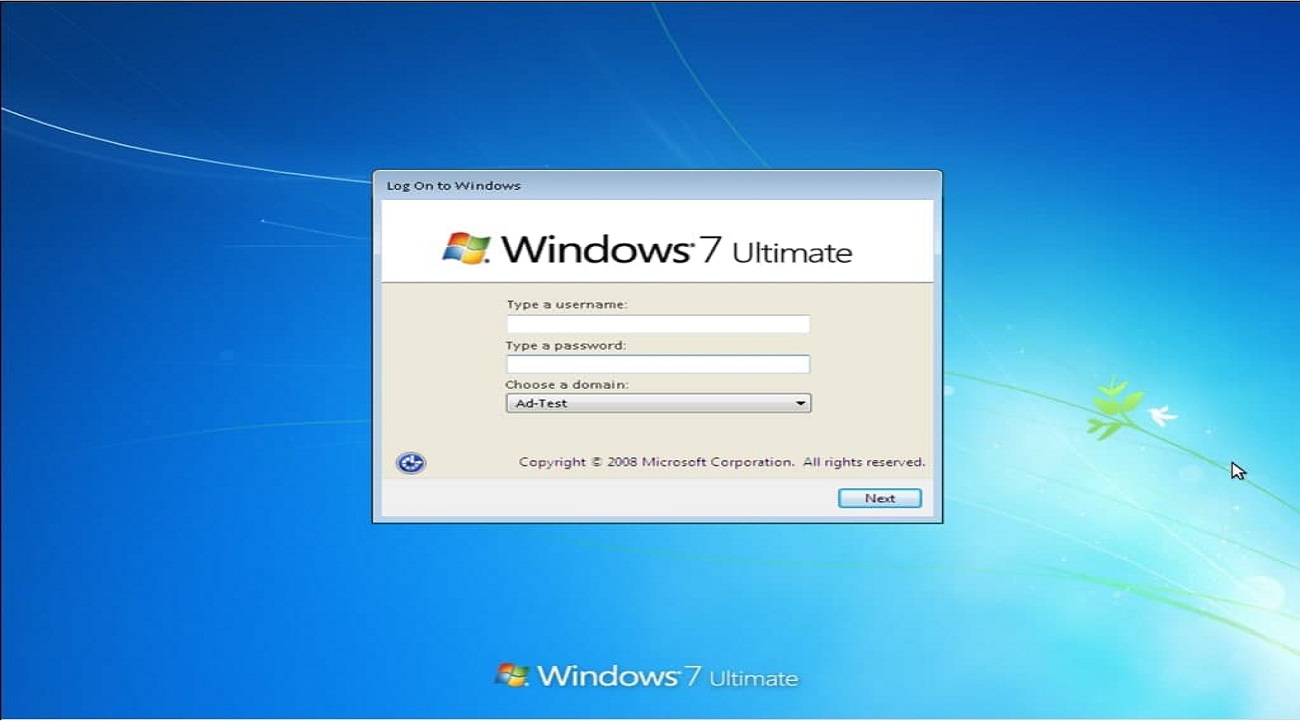 Log On to Windows
Windows 7 Ultimate
Type a username:
Type a password:
Choose a domain:
Ad-Test
Copyright © 2008 Microsoft Corporation. All rights reserved.
Next
Windows 7 Ultimate